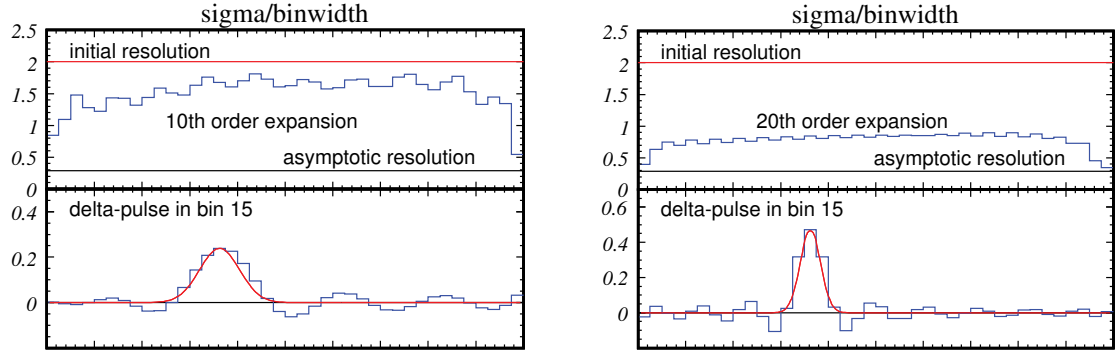 sigma/binwidth
2.5
initial resolution
2
1.5
10th order expansion
1
asymptotic resolution
0.5
0
delta-pulse in bin 15
0.4
0.2
0
sigma/binwidth
2.5
initial resolution
2
1.5
20th order expansion
1
asymptotic resolution
0.5
0
delta-pulse in bin 15
0.6
0.4
0.2
0